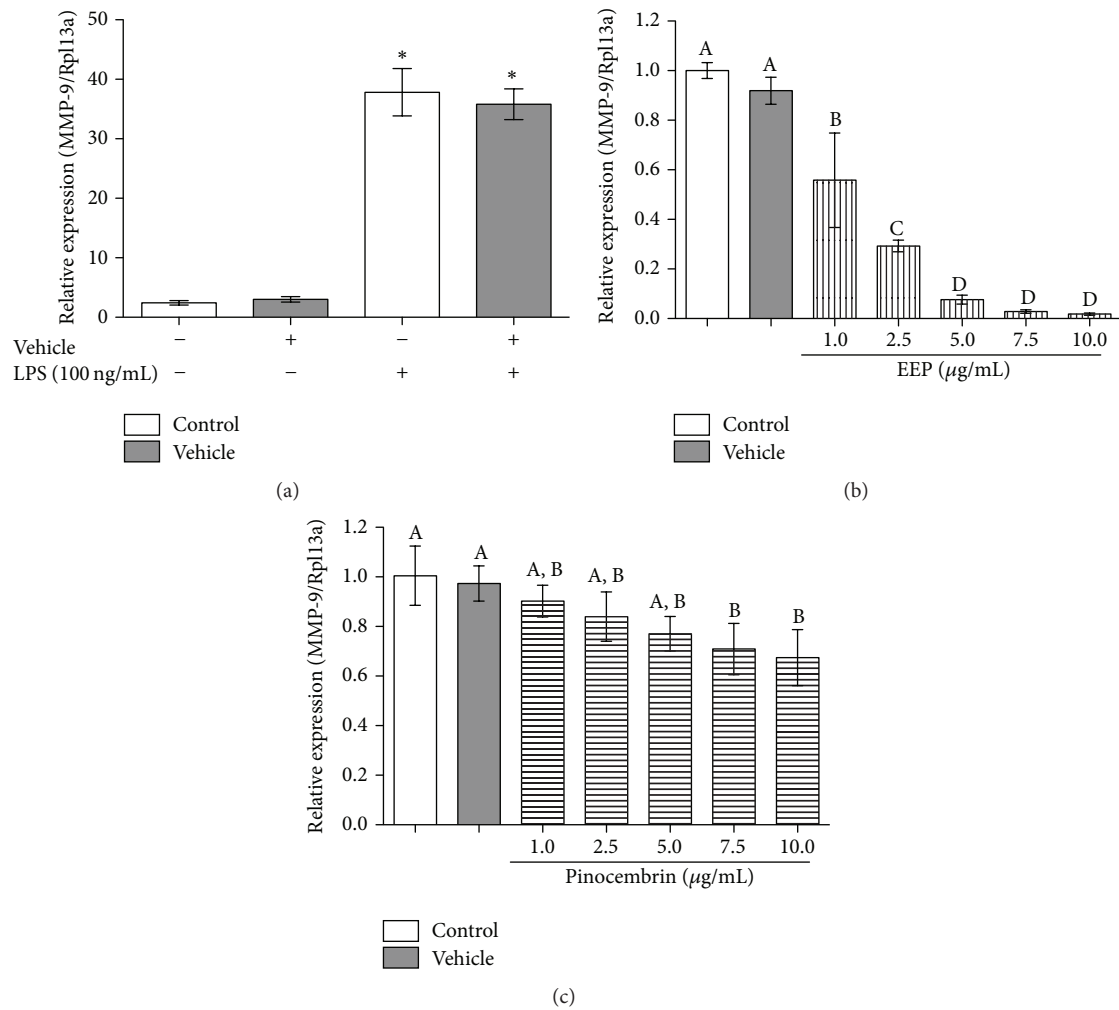 Relative expression (MMP-9/Rpl13a)
50
40
30
20
10
0
* *
Vehicle − + − +
LPS (100 ng/mL) − − + +
Control
Vehicle
(a)
Relative expression (MMP-9/Rpl13a)
1.2
1.0
0.8
0.6
0.4
0.2
0.0
A A B C D D D
1.0 2.5 5.0 7.5 10.0
EEP (μg/mL)
Control
Vehicle
(b)
Relative expression (MMP-9/Rpl13a)
1.2
1.0
0.8
0.6
0.4
0.2
0.0
A A A, B A, B A, B B B
1.0 2.5 5.0 7.5 10.0
Pinocembrin (μg/mL)
Control
Vehicle
(c)